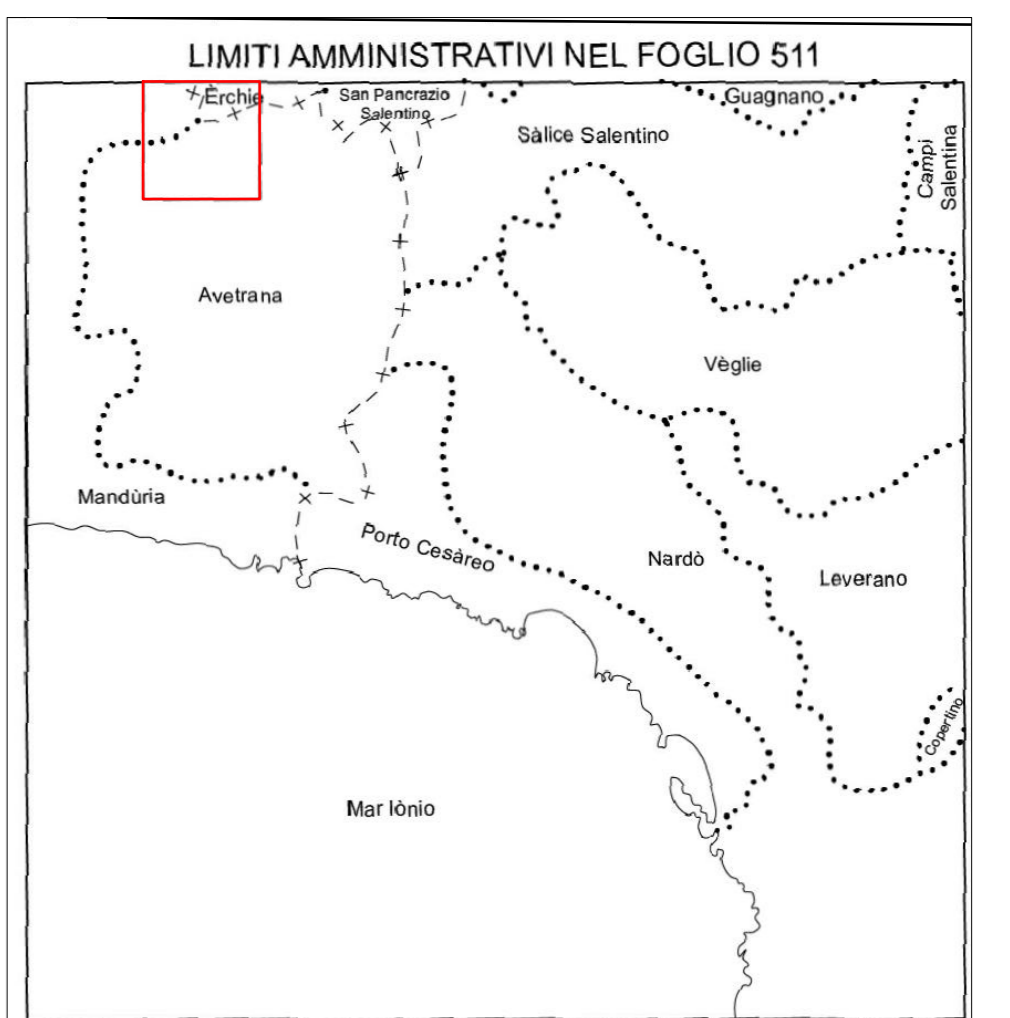 LIMITI AMMINISTRATIVI NEL FOGLIO 511
Èrchie
San Pancrazio
Salentino
Guagnano
Sàlice Salentino
Campi
Salentina
Avetrana
Vèglie
Mandùria
Porto Cesàreo
Nardò
Leverano
Copertino
Mar Iònio